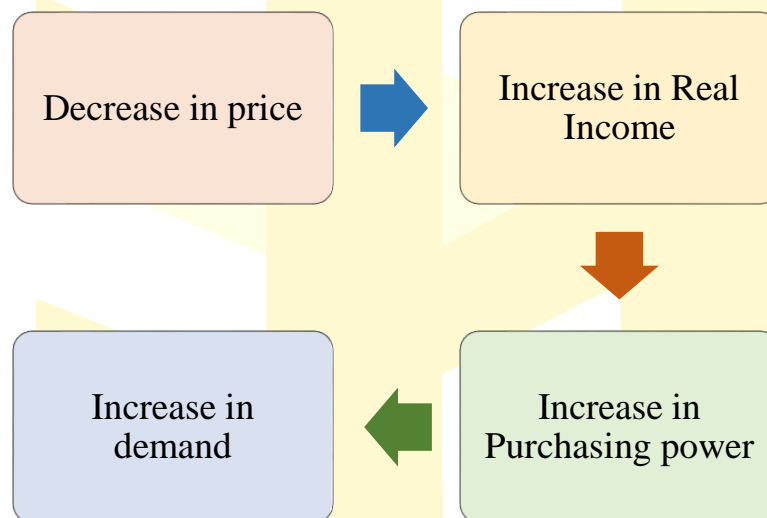 Decrease in price
Increase in Real
Income
Increase in
Purchasing power
Increase in
demand